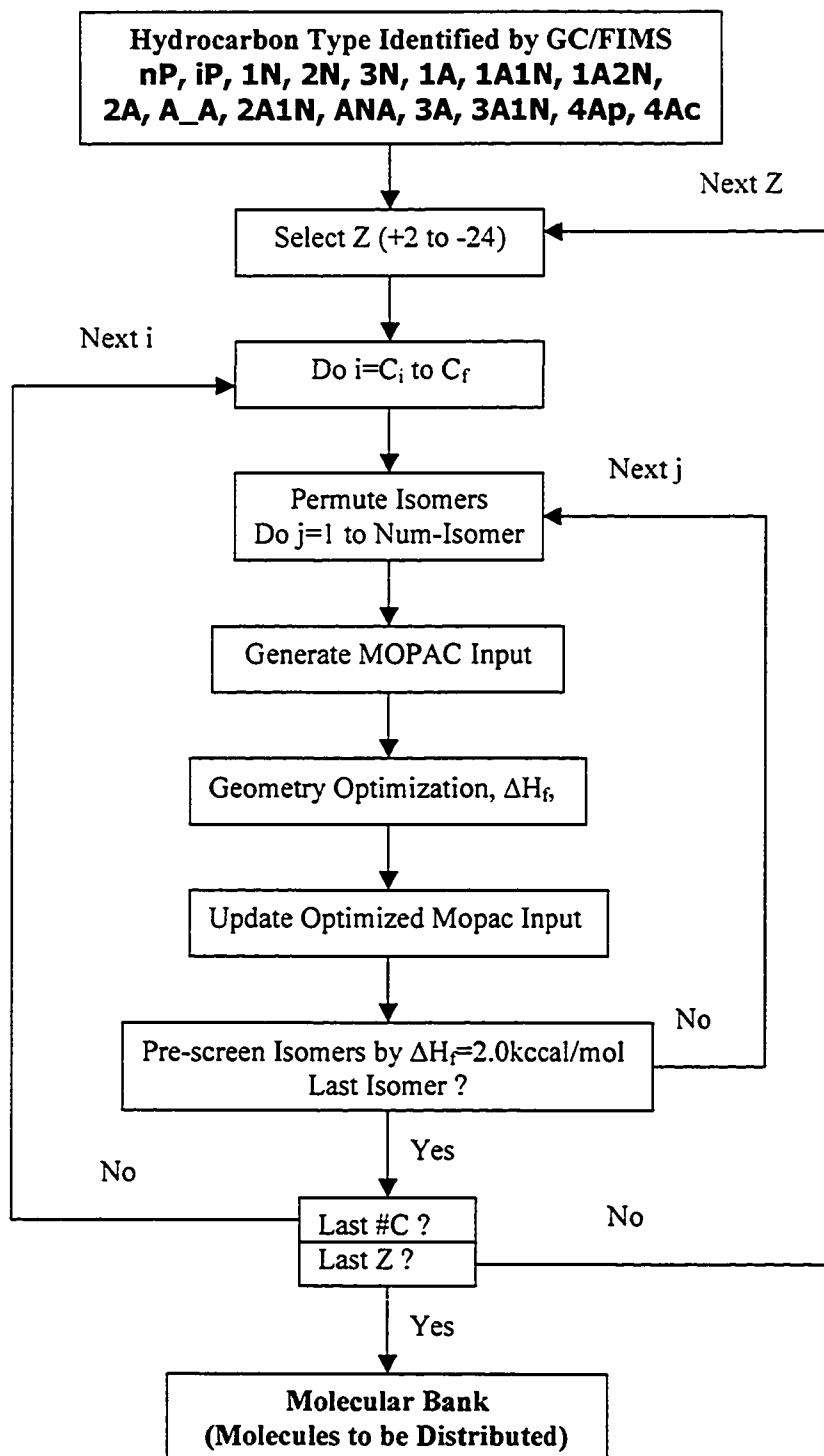 Hydrocarbon Type Identified by GC/FIMS
nP, iP, 1N, 2N, 3N, 1A, 1A1N, 1A2N,
2A, A_A, 2A1N, ANA, 3A, 3A1N, 4Ap, 4Ac
Next Z
Select Z (+2 to -24)
Next i
Do i=Cᵢ to C_f
Next j
Permute Isomers
Do j=1 to Num-Isomer
Generate MOPAC Input
Geometry Optimization, ΔH_f,
Update Optimized Mopac Input
No
Pre-screen Isomers by ΔH_f=2.0kccal/mol
Last Isomer ?
Yes
No
No
Last #C ?
Last Z ?
Yes
Molecular Bank
(Molecules to be Distributed)